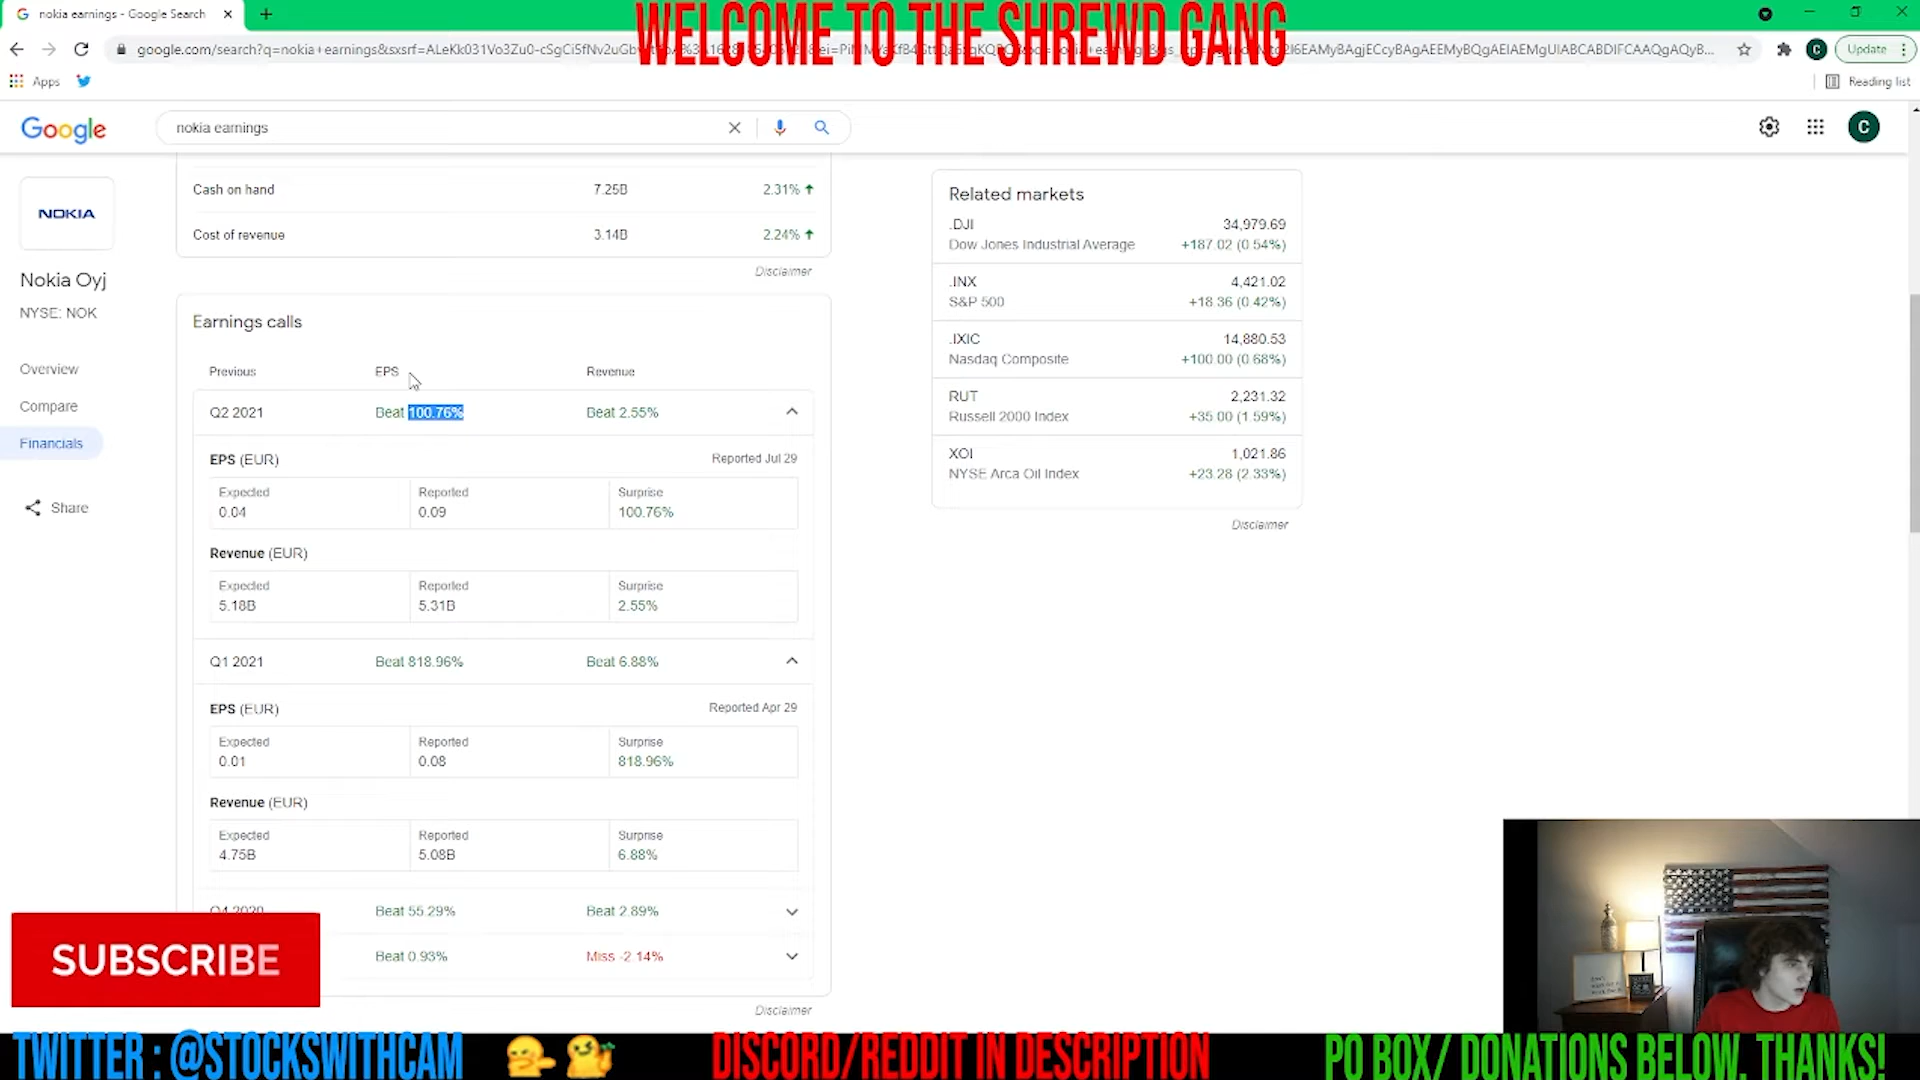 nokia earnings - Google Search
WELCOME TO THE SHREWD GANG
Update
Apps
Reading list
Google
nokia earnings
C
NOKIA
Nokia Oyj
NYSE: NOK
Overview
Compare
Financials
Share
Cash on hand 7.25B 2.31%
Cost of revenue 3.14B 2.24%
Disclaimer
Earnings calls
Previous EPS Revenue
Q2 2021 Beat 100.76% Beat 2.55%
EPS (EUR) Reported Jul 29
Expected Reported Surprise
0.04 0.09 100.76%
Revenue (EUR)
Expected Reported Surprise
5.18B 5.31B 2.55%
Q1 2021 Beat 818.96% Beat 6.88%
EPS (EUR) Reported Apr 29
Expected Reported Surprise
0.01 0.08 818.96%
Revenue (EUR)
Expected Reported Surprise
4.75B 5.08B 6.88%
Q4 2020 Beat 55.29% Beat 2.89%
Beat 0.93% Miss -2.14%
Disclaimer
Related markets
.DJI 34,979.69
Dow Jones Industrial Average +187.02 (0.54%)
.INX 4,421.02
S&P 500 +18.36 (0.42%)
.IXIC 14,880.53
Nasdaq Composite +100.00 (0.68%)
RUT 2,231.32
Russell 2000 Index +35.00 (1.59%)
XOI 1,021.86
NYSE Arca Oil Index +23.28 (2.33%)
Disclaimer
SUBSCRIBE
TWITTER : @STOCKSWITHCAM
DISCORD/REDDIT IN DESCRIPTION
PO BOX/ DONATIONS BELOW, THANKS!